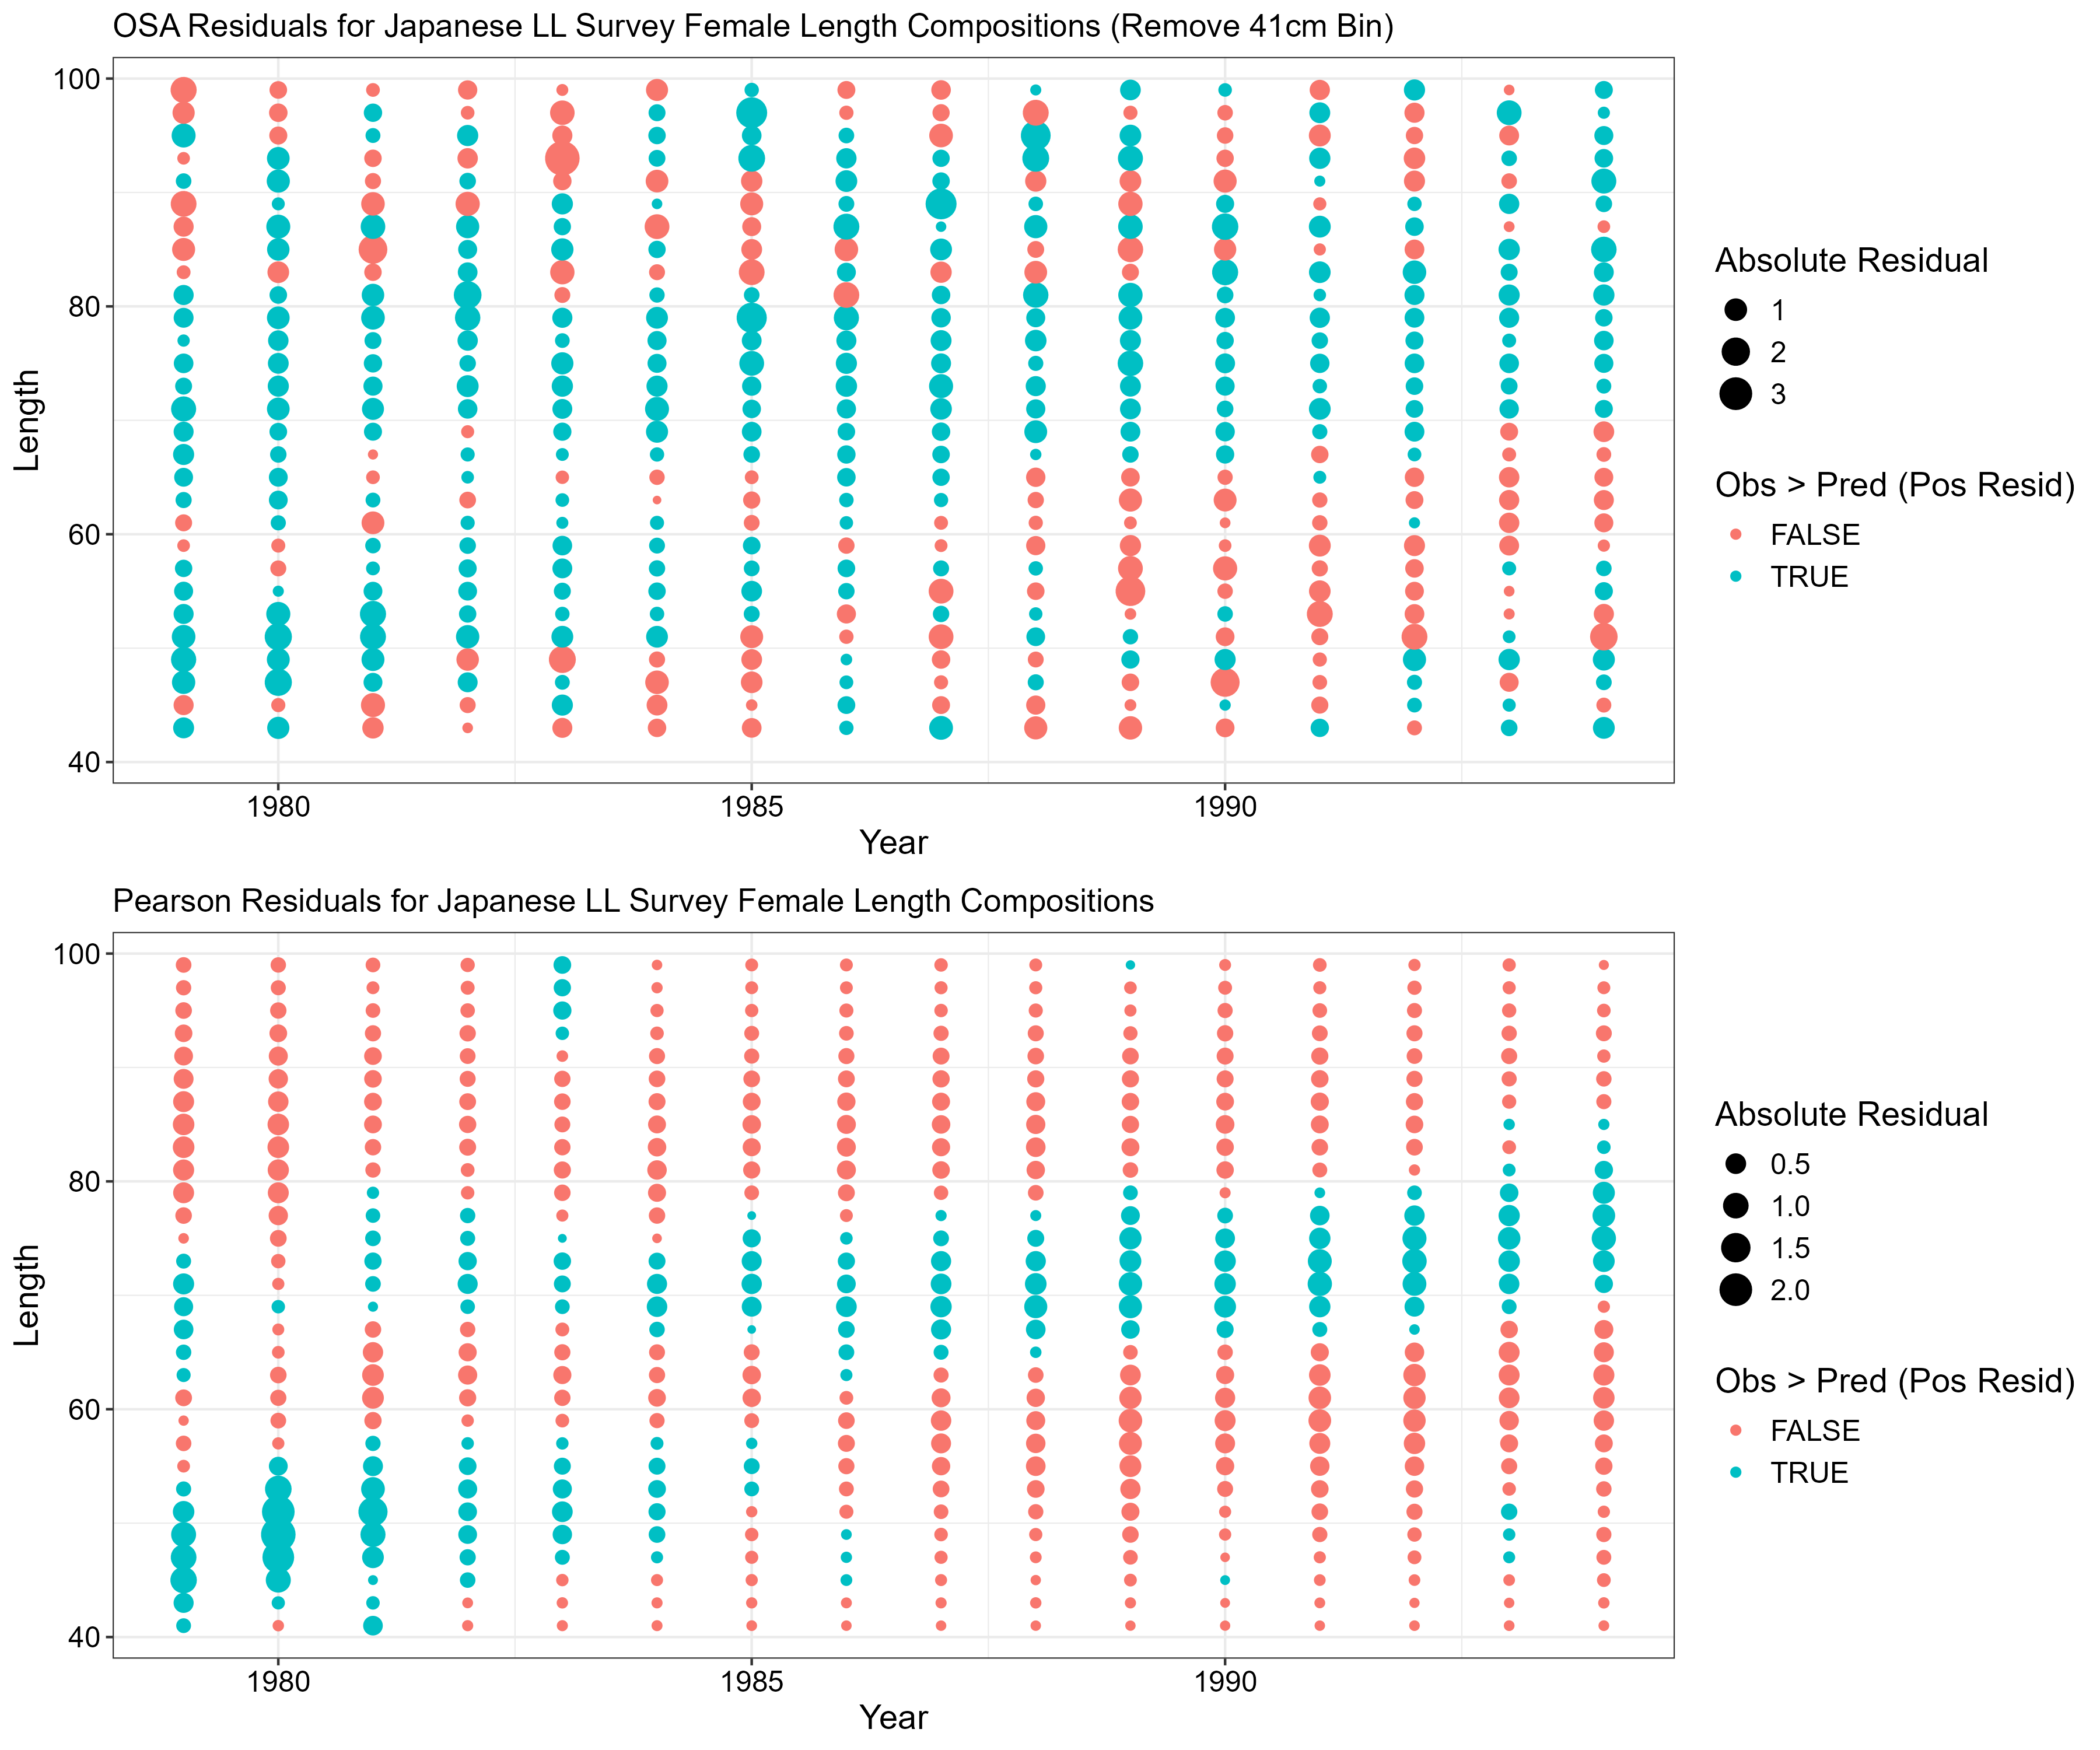 OSA Residuals for Japanese LL Survey Female Length Compositions (Remove 41cm Bin)
100
80
60
40
Length
1980
1985
1990
Year
Absolute Residual
1
2
3
Obs > Pred (Pos Resid)
FALSE
TRUE
Pearson Residuals for Japanese LL Survey Female Length Compositions
100
80
60
40
Length
1980
1985
1990
Year
Absolute Residual
0.5
1.0
1.5
2.0
Obs > Pred (Pos Resid)
FALSE
TRUE